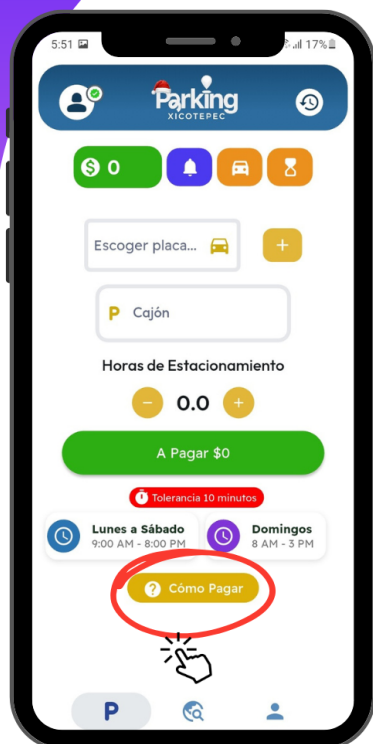 5:51
17%
Parking
XICOTEPEC
$ 0
Escoger placa...
+
P Cajón
Horas de Estacionamiento
- 0.0 +
A Pagar $0
Tolerancia 10 minutos
Lunes a Sábado
9:00 AM - 8:00 PM
Domingos
8 AM - 3 PM
? Cómo Pagar
P